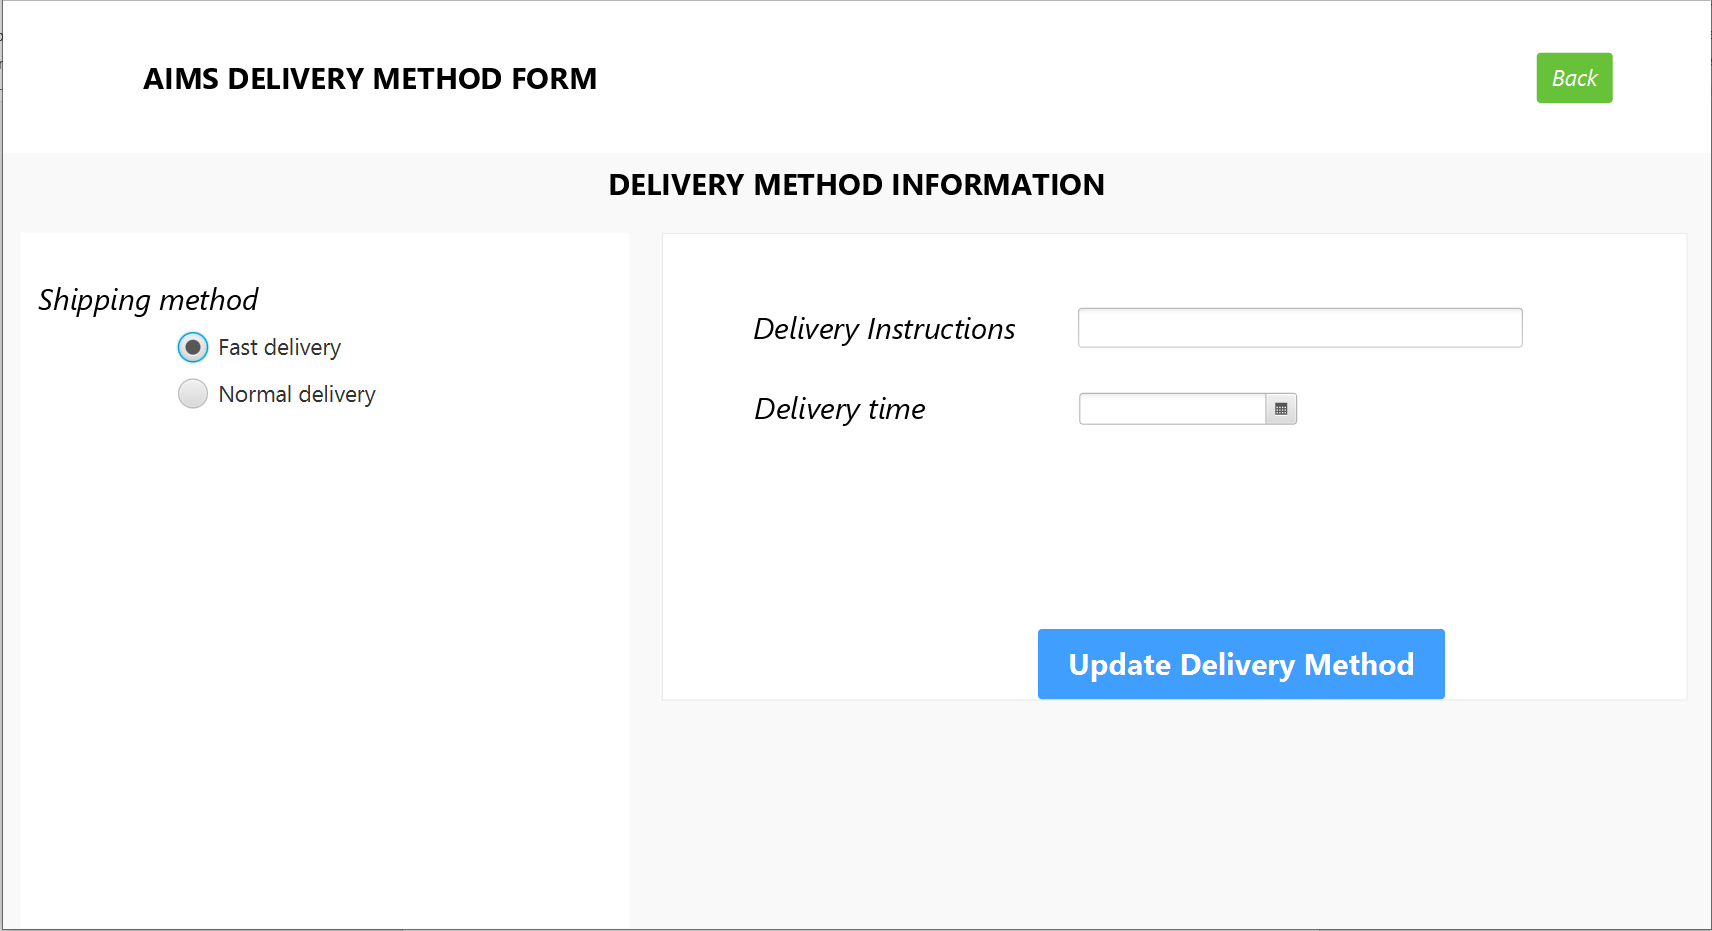 AIMS DELIVERY METHOD FORM
Back
DELIVERY METHOD INFORMATION
Shipping method
Fast delivery
Normal delivery
Delivery Instructions
Delivery time
Update Delivery Method